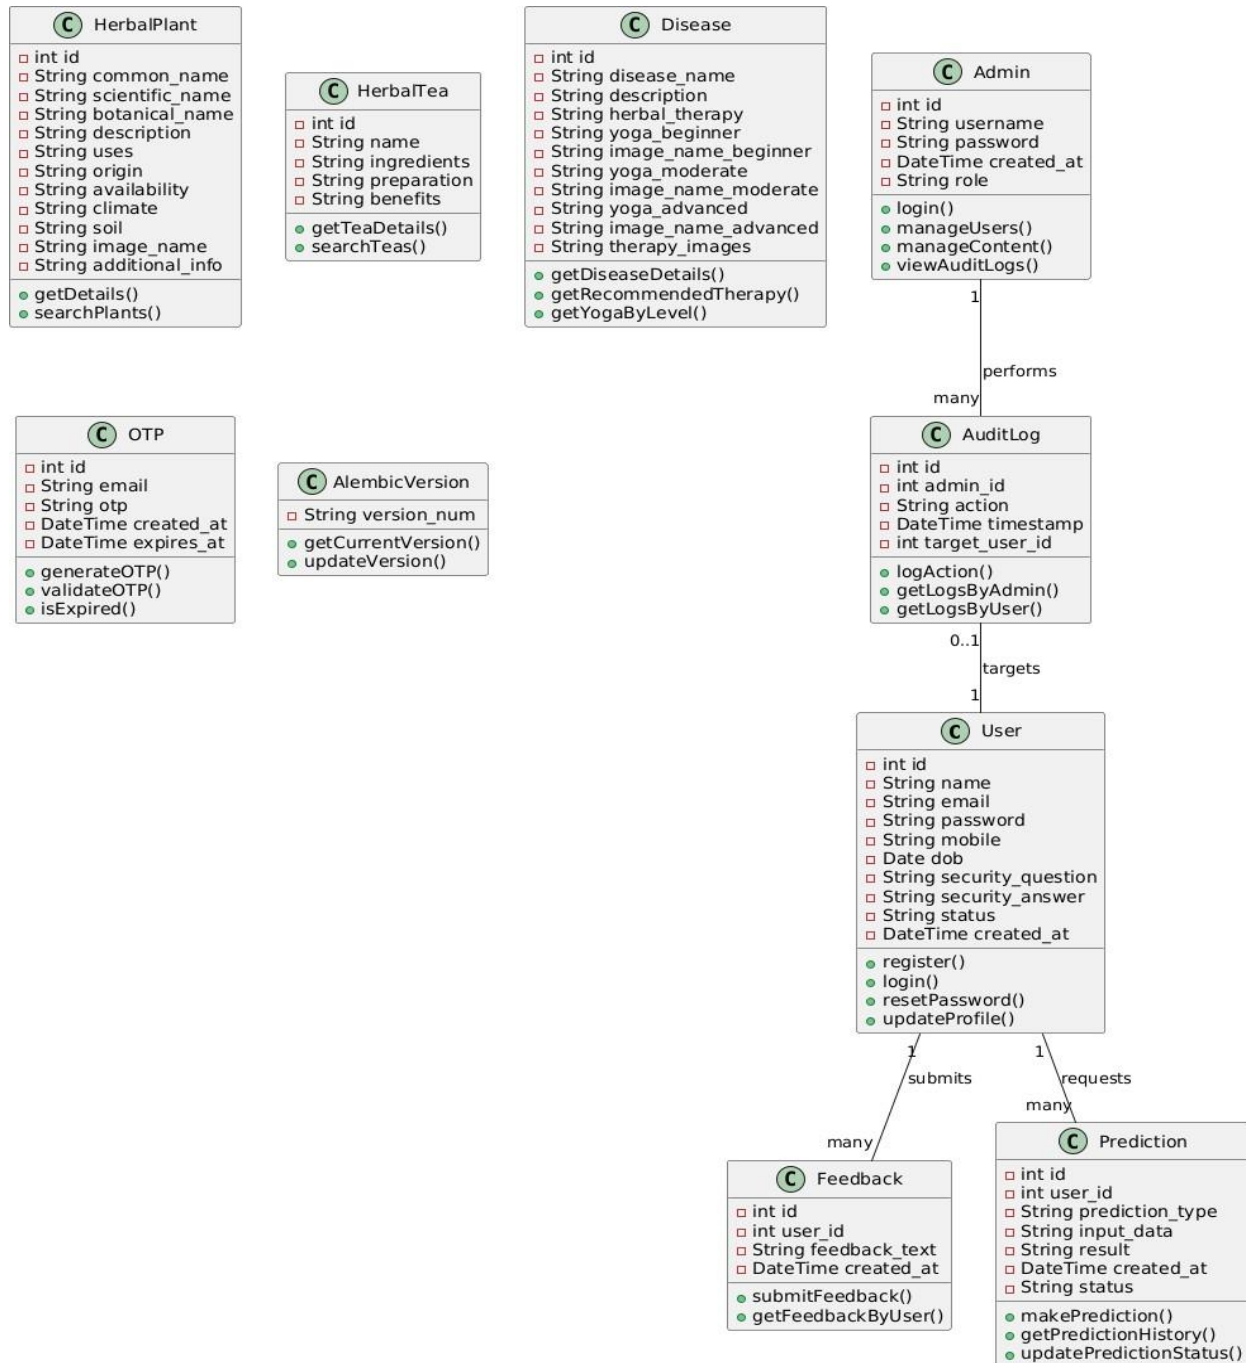 C HerbalPlant
int id
String common_name
String scientific_name
String botanical_name
String description
String uses
String origin
String availability
String climate
String soil
String image_name
String additional_info
getDetails()
searchPlants()
C HerbalTea
int id
String name
String ingredients
String preparation
String benefits
getTeaDetails()
searchTeas()
C Disease
int id
String disease_name
String description
String herbal_therapy
String yoga_beginner
String image_name_beginner
String yoga_moderate
String image_name_moderate
String yoga_advanced
String image_name_advanced
String therapy_images
getDiseaseDetails()
getRecommendedTherapy()
getYogaByLevel()
C Admin
int id
String username
String password
DateTime created_at
String role
login()
manageUsers()
manageContent()
viewAuditLogs()
1
performs
many
C OTP
int id
String email
String otp
DateTime created_at
DateTime expires_at
generateOTP()
validateOTP()
isExpired()
C AlembicVersion
String version_num
getCurrentVersion()
updateVersion()
C AuditLog
int id
int admin_id
String action
DateTime timestamp
int target_user_id
logAction()
getLogsByAdmin()
getLogsByUser()
0..1
targets
1
C User
int id
String name
String email
String password
String mobile
Date dob
String security_question
String security_answer
String status
DateTime created_at
register()
login()
resetPassword()
updateProfile()
1
submits
many
1
requests
many
C Feedback
int id
int user_id
String feedback_text
DateTime created_at
submitFeedback()
getFeedbackByUser()
C Prediction
int id
int user_id
String prediction_type
String input_data
String result
DateTime created_at
String status
makePrediction()
getPredictionHistory()
updatePredictionStatus()